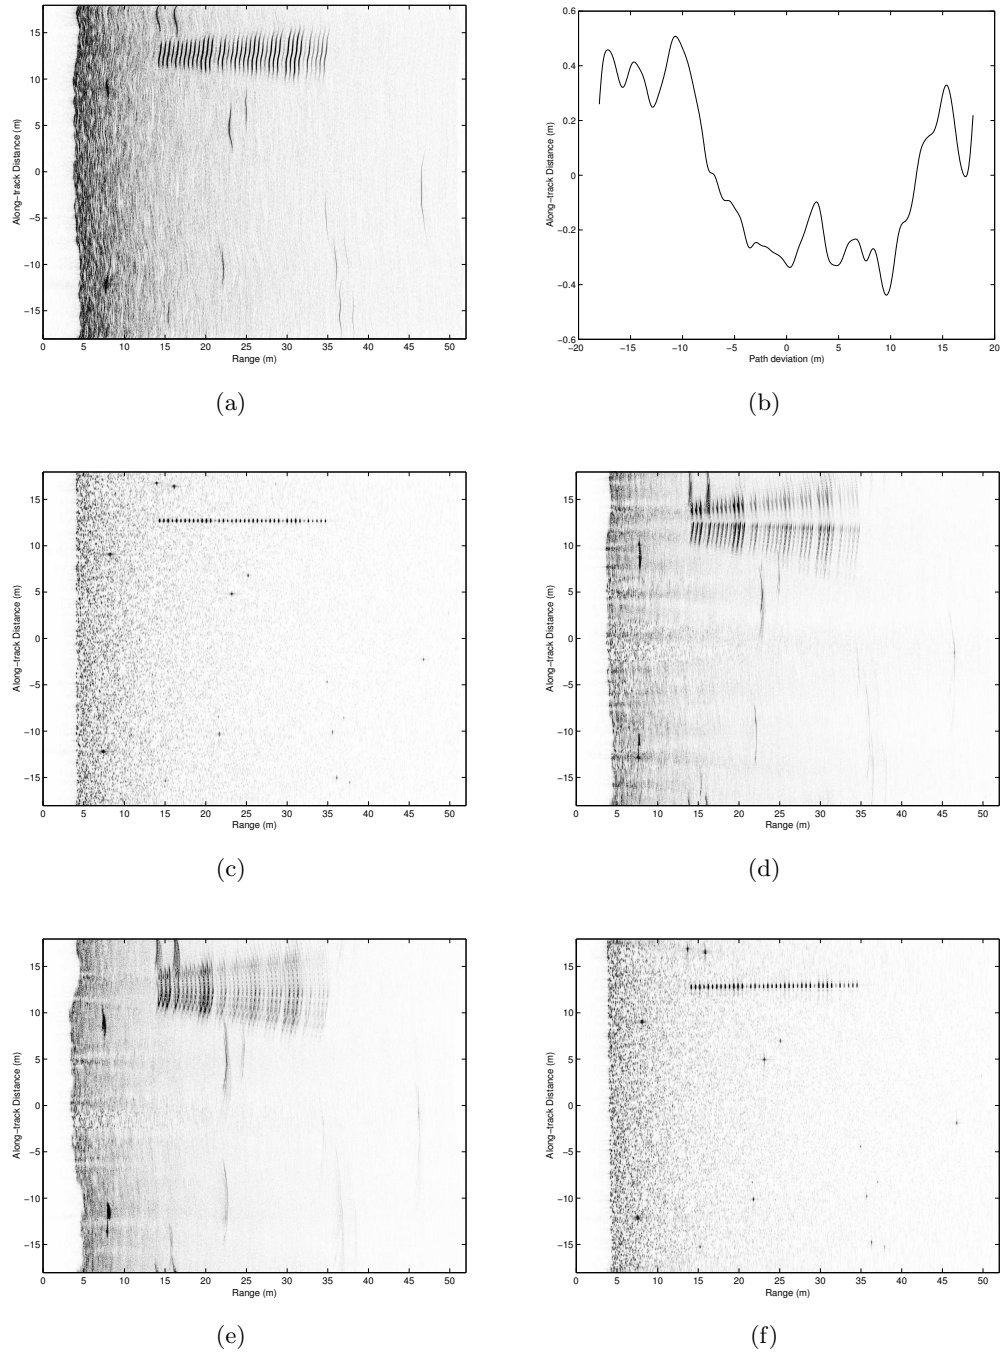 15
10
5
0
−5
−10
−15
Along−track Distance (m)
0 5 10 15 20 25 30 35 40 45 50
Range (m)
(a)
0.6
0.4
0.2
0
−0.2
−0.4
−0.6
Along−track Distance (m)
−20 −15 −10 −5 0 5 10 15 20
Path deviation (m)
(b)
15
10
5
0
−5
−10
−15
Along−track Distance (m)
0 5 10 15 20 25 30 35 40 45 50
Range (m)
(c)
15
10
5
0
−5
−10
−15
Along−track Distance (m)
0 5 10 15 20 25 30 35 40 45 50
Range (m)
(d)
15
10
5
0
−5
−10
−15
Along−track Distance (m)
0 5 10 15 20 25 30 35 40 45 50
Range (m)
(e)
15
10
5
0
−5
−10
−15
Along−track Distance (m)
0 5 10 15 20 25 30 35 40 45 50
Range (m)
(f)